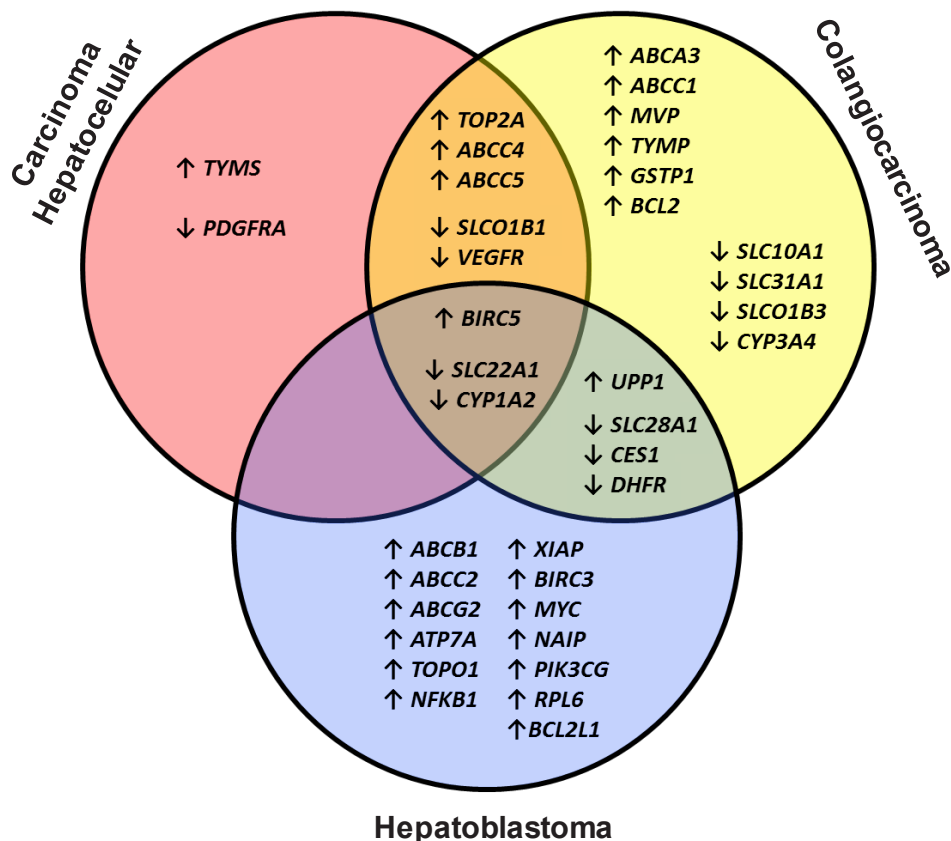 Carcinoma
Hepatocelular
Colangiocarcinoma
↑ TYMS
↓ PDGFRA
↑ TOP2A
↑ ABCC4
↑ ABCC5
↓ SLCO1B1
↓ VEGFR
↑ ABCA3
↑ ABCC1
↑ MVP
↑ TYMP
↑ GSTP1
↑ BCL2
↓ SLC10A1
↓ SLC31A1
↓ SLCO1B3
↓ CYP3A4
↑ BIRC5
↓ SLC22A1
↓ CYP1A2
↑ UPP1
↓ SLC28A1
↓ CES1
↓ DHFR
↑ ABCB1
↑ ABCC2
↑ ABCG2
↑ ATP7A
↑ TOPO1
↑ NFKB1
↑ XIAP
↑ BIRC3
↑ MYC
↑ NAIP
↑ PIK3CG
↑ RPL6
↑BCL2L1
Hepatoblastoma